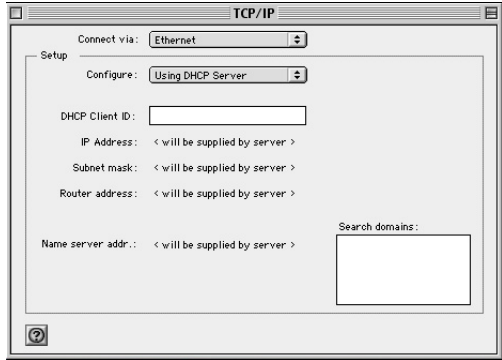 TCP/IP
Connect via: Ethernet
Setup
Configure: Using DHCP Server
DHCP Client ID:
IP Address: < will be supplied by server >
Subnet mask: < will be supplied by server >
Router address: < will be supplied by server >
Search domains:
Name server addr.: < will be supplied by server >
?